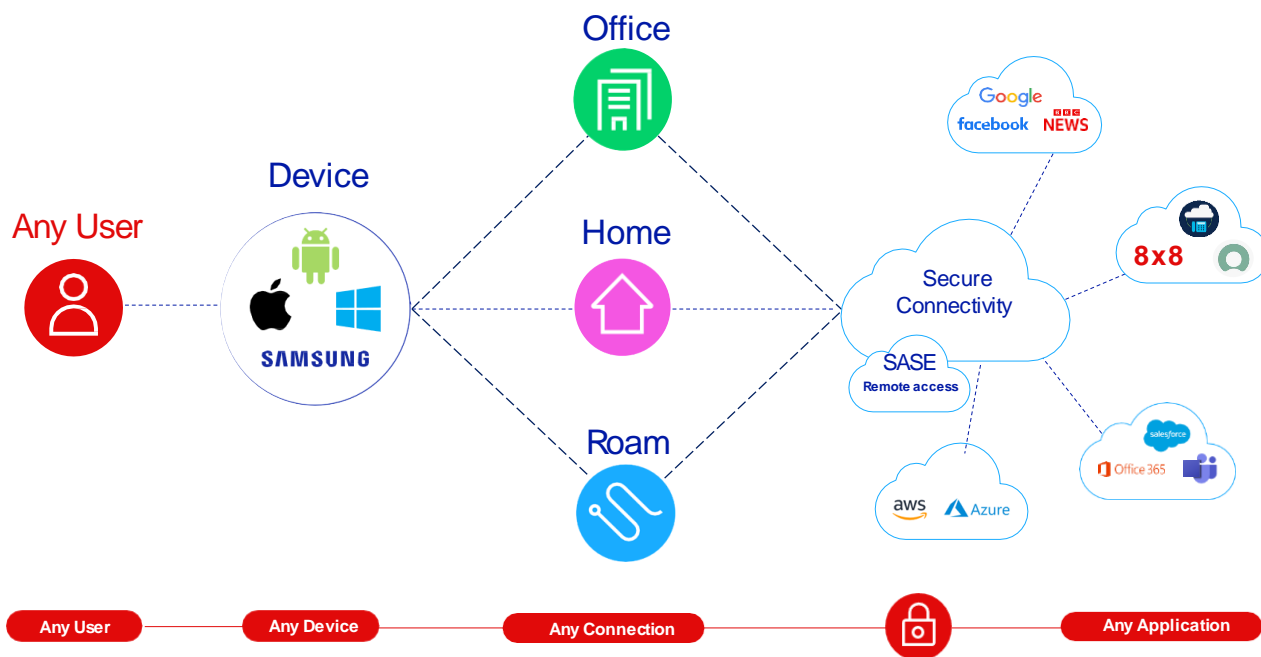 Office
Google
facebook
BBC
NEWS
Device
Any User
Home
8x8
Secure
Connectivity
SAMSUNG
SASE
Remote access
Roam
salesforce
Office 365
aws
Azure
Any User
Any Device
Any Connection
Any Application